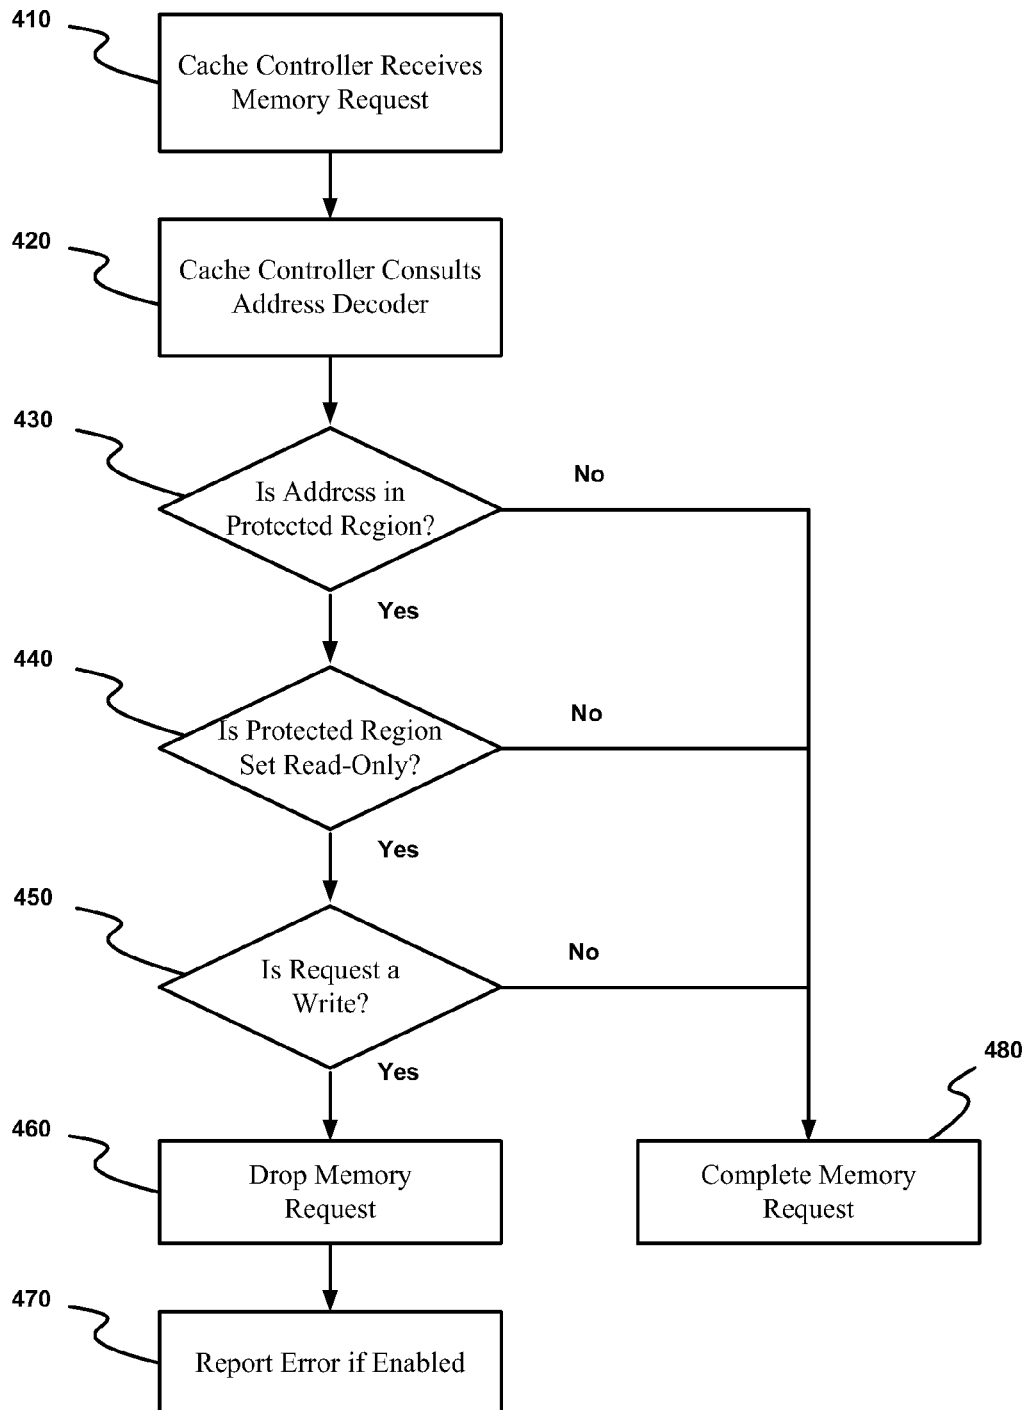 410
Cache Controller Receives
Memory Request
420
Cache Controller Consults
Address Decoder
430
Is Address in
Protected Region?
No
Yes
440
Is Protected Region
Set Read-Only?
No
Yes
450
Is Request a
Write?
No
Yes
480
460
Drop Memory
Request
Complete Memory
Request
470
Report Error if Enabled